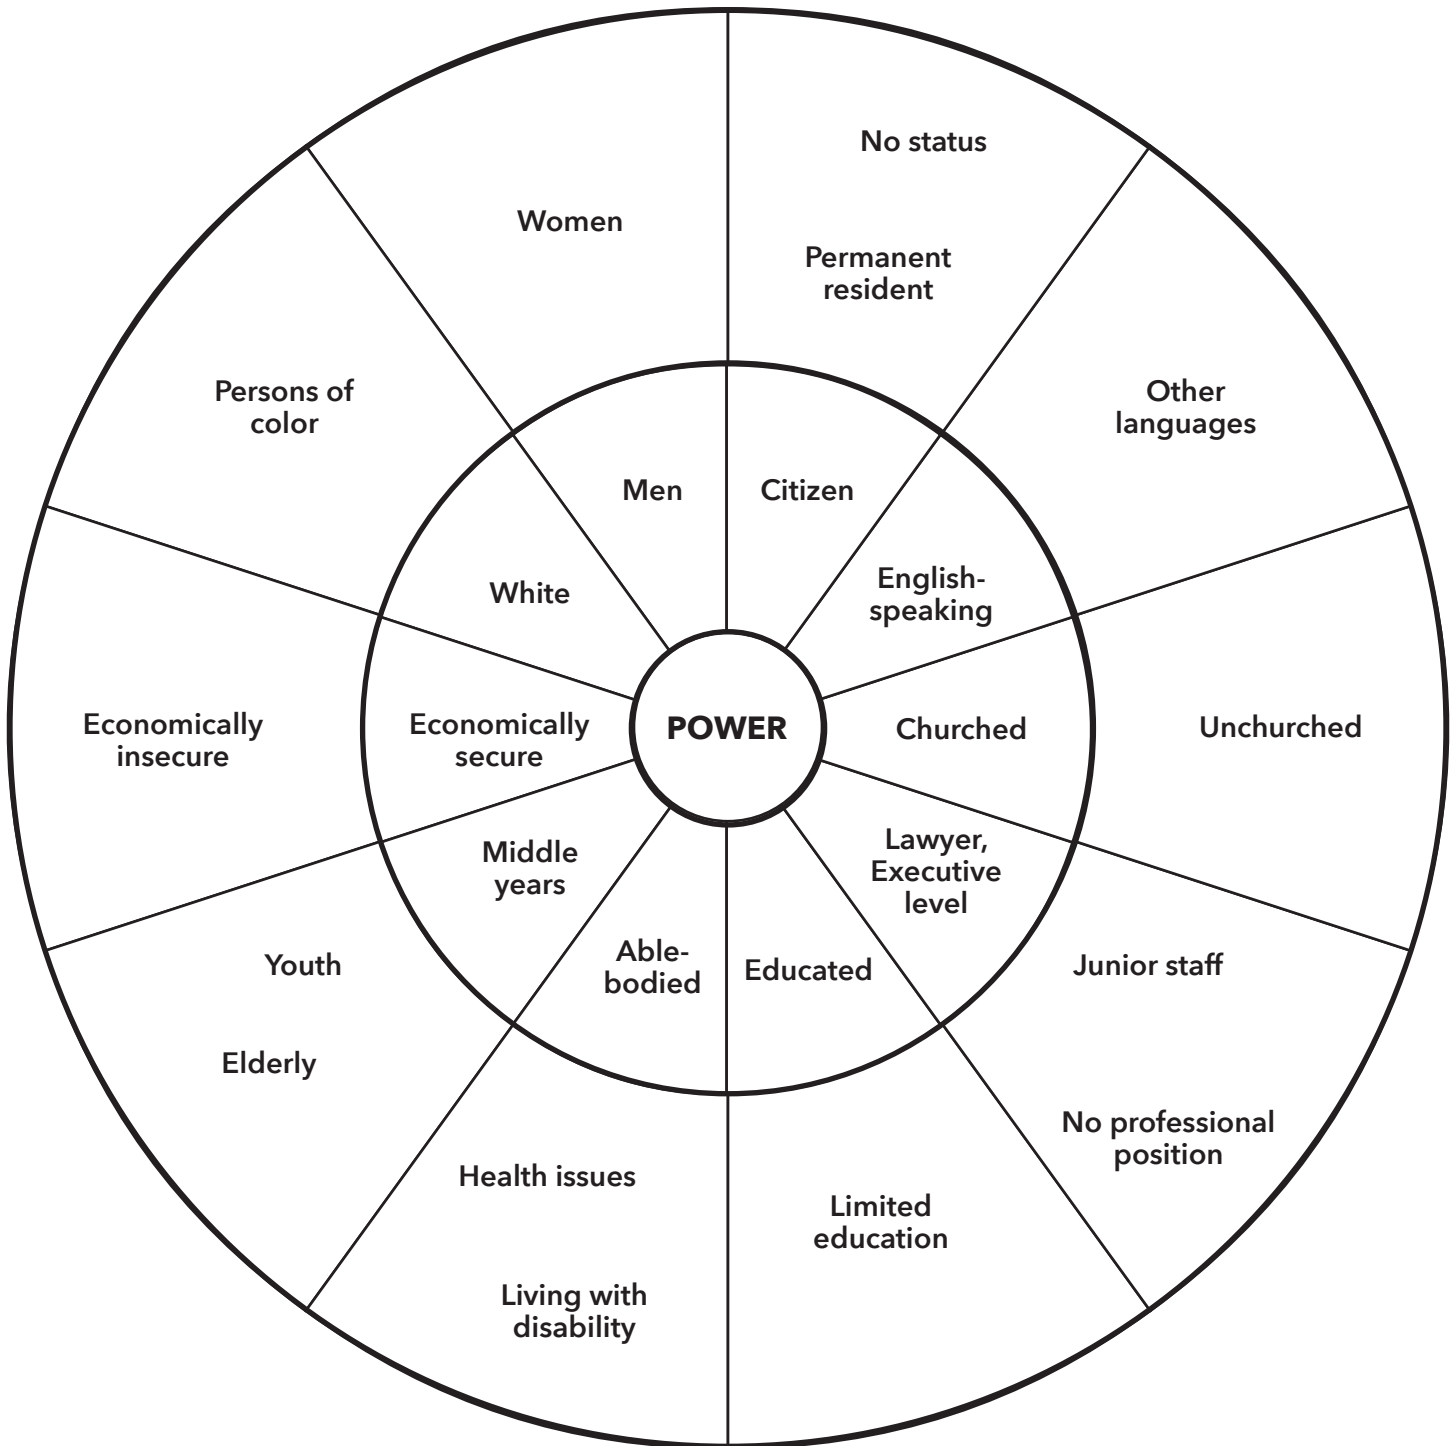 No status
Women
Permanent
resident
Persons of
color
Other
languages
Men
Citizen
White
English-
speaking
Economically
insecure
Economically
secure
POWER
Churched
Unchurched
Middle
years
Lawyer,
Executive
level
Able-
bodied
Educated
Youth
Junior staff
Elderly
No professional
position
Health issues
Limited
education
Living with
disability